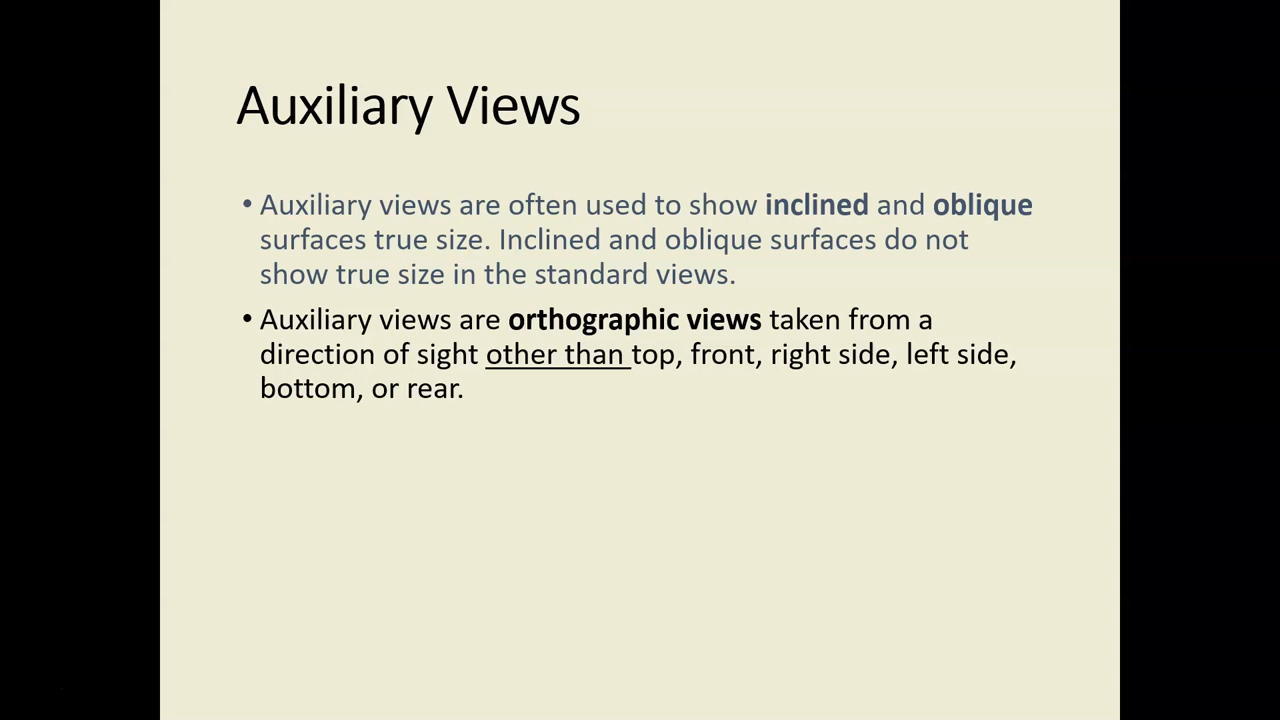 Auxiliary Views
• Auxiliary views are often used to show inclined and oblique
surfaces true size. Inclined and oblique surfaces do not
show true size in the standard views.
• Auxiliary views are orthographic views taken from a
direction of sight other than top, front, right side, left side,
bottom, or rear.